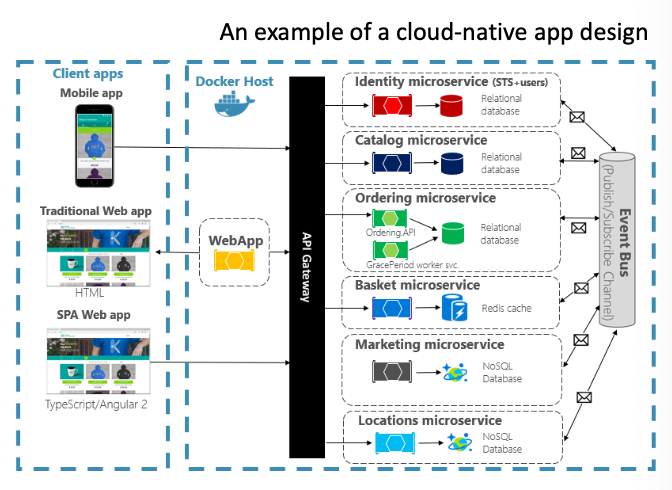 An example of a cloud-native app design
Client apps
Mobile app
Traditional Web app
HTML
SPA Web app
TypeScript/Angular 2
Docker Host
WebApp
API Gateway
Identity microservice (STS+users)
Relational
database
Catalog microservice
Relational
database
Ordering microservice
Ordering.API
Relational
database
GracePeriod worker svc.
Basket microservice
Redis cache
Marketing microservice
NoSQL
Database
Locations microservice
NoSQL
Database
Event Bus
(Publish/Subscribe Channel)